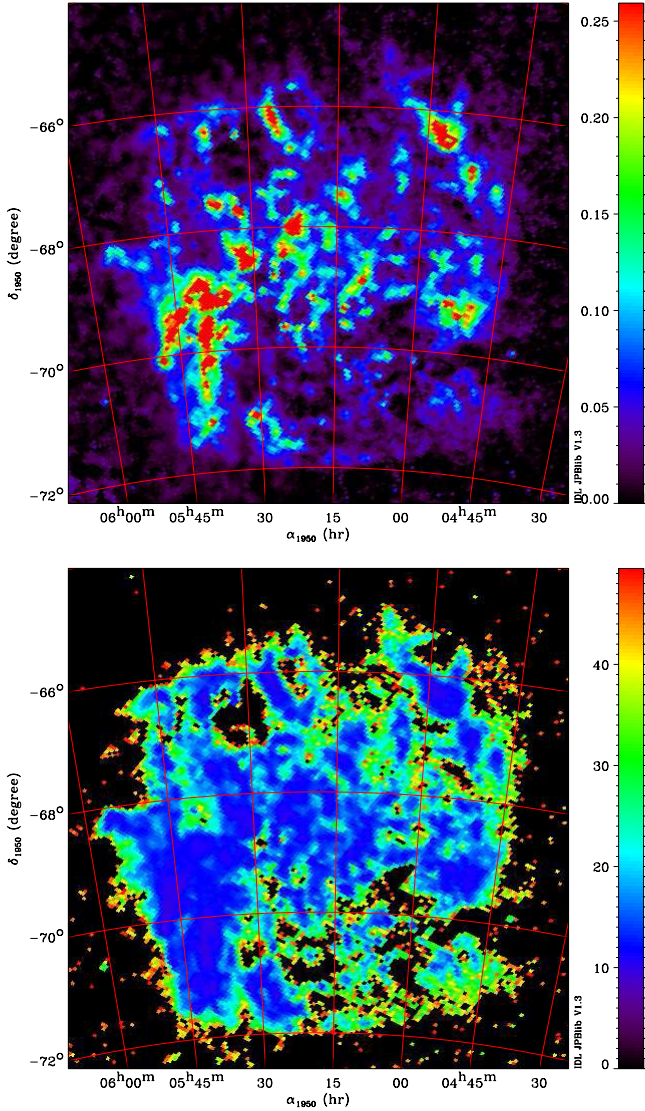 0.25
0.20
0.15
0.10
0.05
0.00
−66°
−68°
−70°
−72°
δ1950 (degree)
06h00m 05h45m 30 15 00 04h45m 30
α1950 (hr)
IDL JPBlib V1.3
40
30
20
10
0
−66°
−68°
−70°
−72°
δ1950 (degree)
06h00m 05h45m 30 15 00 04h45m 30
α1950 (hr)
IDL JPBlib V1.3